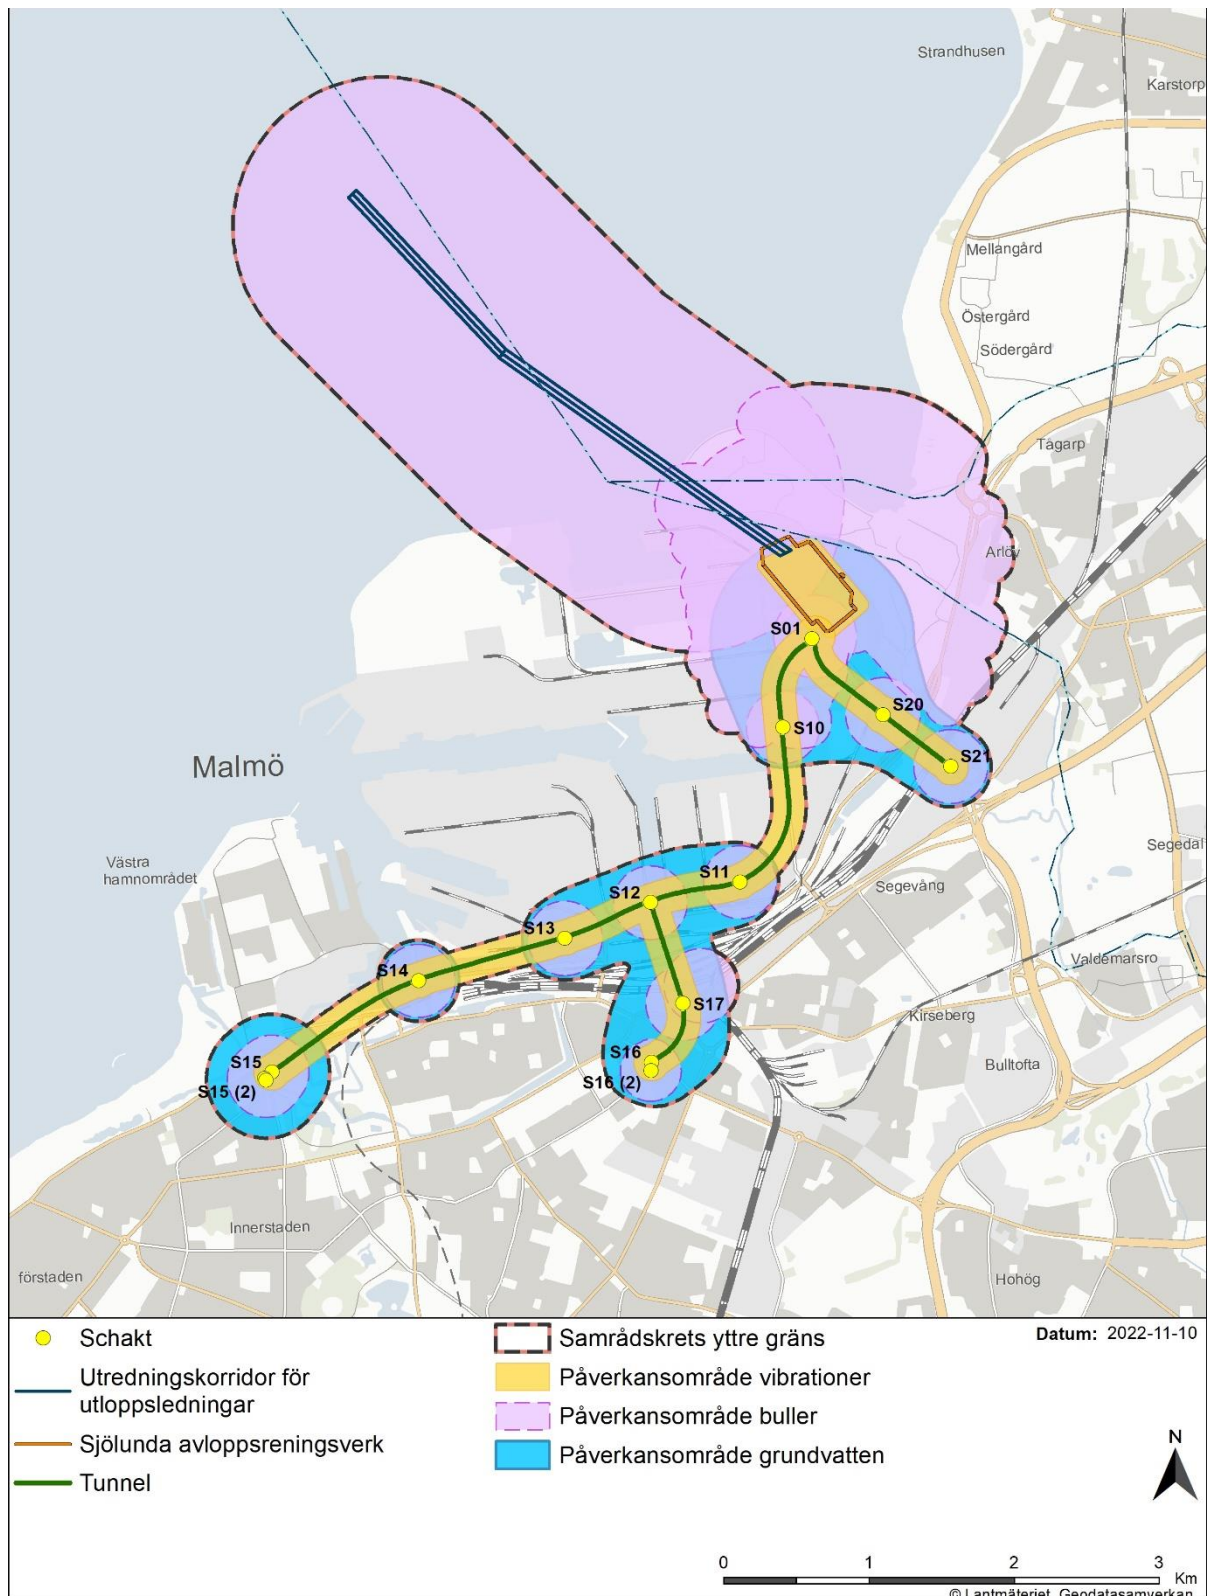 Strandhusen
Karstorp
Mellangård
Östergård
Södergård
Tågarp
Arlöv
S01
S10
S20
S21
Malmö
Segedal
Västra
hamnområdet
S11
Segevång
S12
S13
S14
Valdemarsro
S17
Kirseberg
S16
S15
Bulltofta
S16 (2)
S15 (2)
Innerstaden
förstaden
Hohög
Schakt
Utredningskorridor för
utloppsledningar
Sjölunda avloppsreningsverk
Tunnel
Samrådskrets yttre gräns
Påverkansområde vibrationer
Påverkansområde buller
Påverkansområde grundvatten
Datum: 2022-11-10
N
0 1 2 3
Km
© Lantmäteriet, Geodatasamverkan